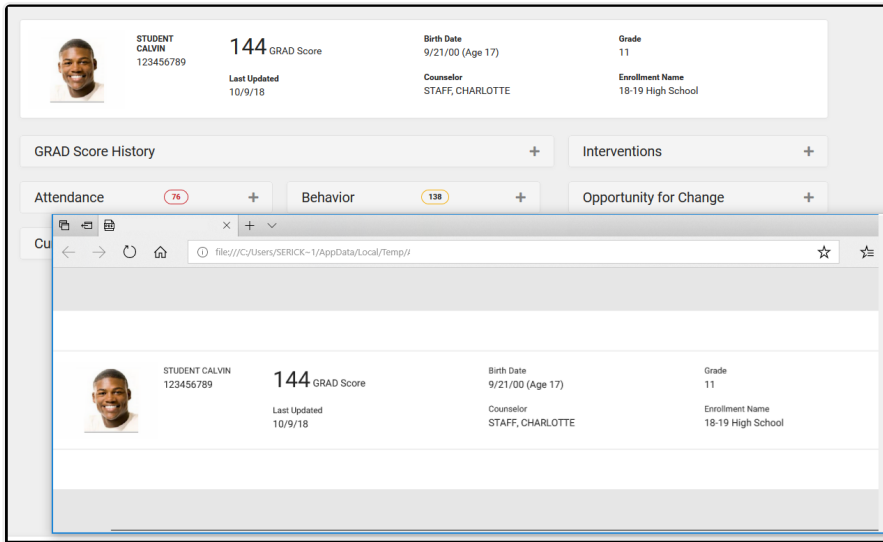 STUDENT
CALVIN
123456789
144 GRAD Score
Last Updated
10/9/18
Birth Date
9/21/00 (Age 17)
Counselor
STAFF, CHARLOTTE
Grade
11
Enrollment Name
18-19 High School
GRAD Score History +
Interventions +
Attendance 76 +
Behavior 138 +
Opportunity for Change +
Cu
file:///C:/Users/SERICK~1/AppData/Local/Temp/
STUDENT CALVIN
123456789
144 GRAD Score
Last Updated
10/9/18
Birth Date
9/21/00 (Age 17)
Counselor
STAFF, CHARLOTTE
Grade
11
Enrollment Name
18-19 High School